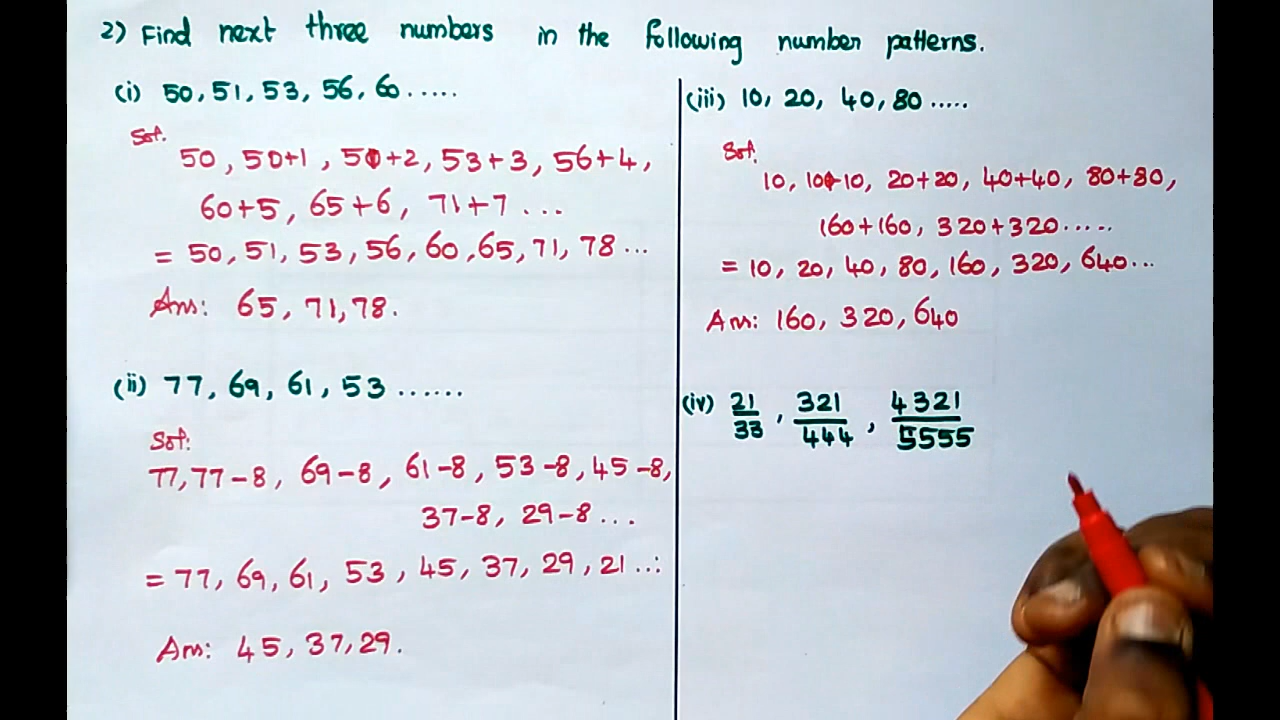 2) Find next three numbers in the following number patterns.
(i) 50, 51, 53, 56, 60.....
Sol:
50, 50+1, 51+2, 53+3, 56+4,
60+5, 65+6, 71+7...
= 50, 51, 53, 56, 60, 65, 71, 78...
Ans: 65, 71, 78.
(ii) 77, 69, 61, 53......
Sol:
77, 77-8, 69-8, 61-8, 53-8, 45-8,
37-8, 29-8...
= 77, 69, 61, 53, 45, 37, 29, 21...
Ans: 45, 37, 29.
(iii) 10, 20, 40, 80.....
Sol:
10, 10+10, 20+20, 40+40, 80+80,
160+160, 320+320.....
= 10, 20, 40, 80, 160, 320, 640...
Ans: 160, 320, 640
(iv) 21/33, 321/444, 4321/5555